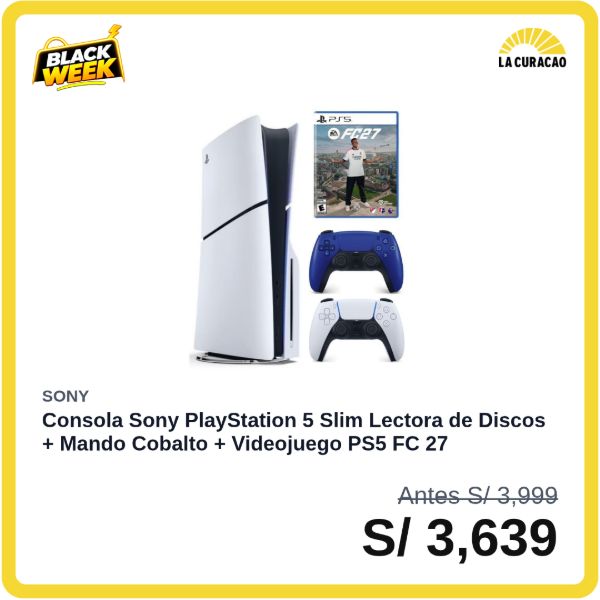 BLACK
WEEK
LA CURACAO
PS5
EA FC27
E
SONY
Consola Sony PlayStation 5 Slim Lectora de Discos
+ Mando Cobalto + Videojuego PS5 FC 27
Antes S/ 3,999
S/ 3,639